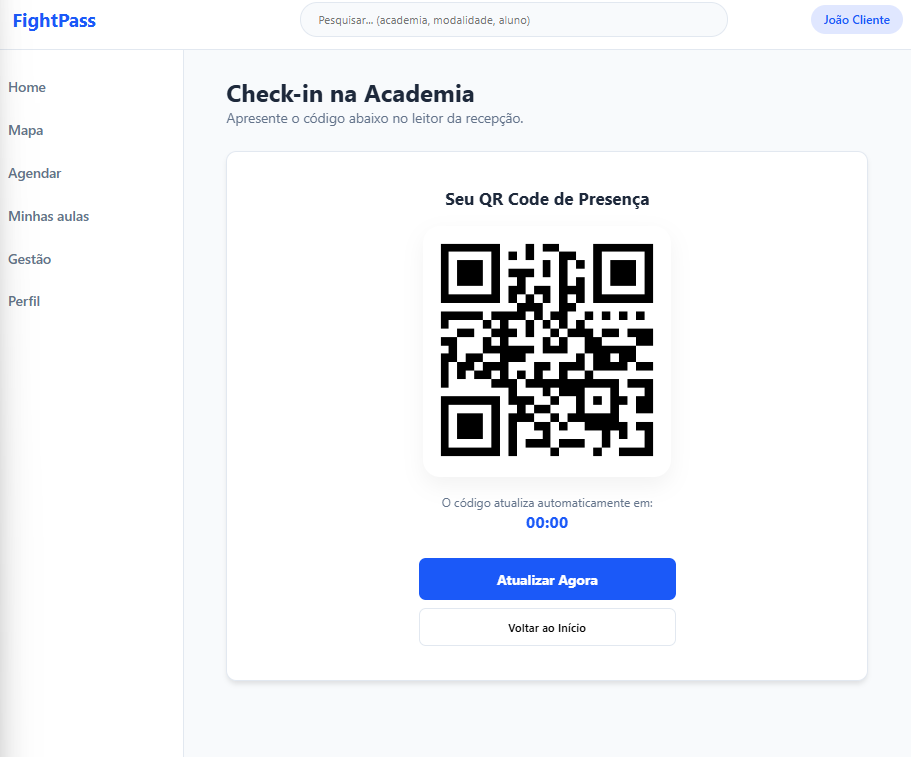 FightPass
Pesquisar... (academia, modalidade, aluno)
João Cliente
Home
Mapa
Agendar
Minhas aulas
Gestão
Perfil
Check-in na Academia
Apresente o código abaixo no leitor da recepção.
Seu QR Code de Presença
O código atualiza automaticamente em:
00:00
Atualizar Agora
Voltar ao Início